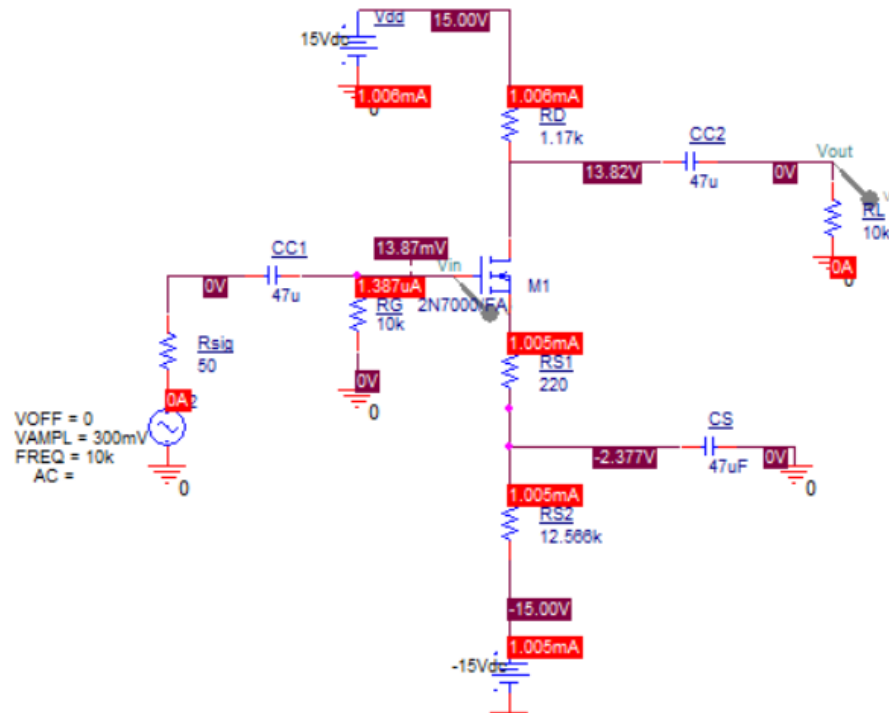 Vdd
15.00V
15Vdc
1.006mA
0
1.006mA
RD
1.17k
CC2
13.82V
47u
0V
Vout
RL
10k
0A
0
CC1
0V
47u
13.87mV
Vin
1.387uA
RG
10k
2N7000/FA
M1
0V
0
Rsig
50
0A
2
VOFF = 0
VAMPL = 300mV
FREQ = 10k
AC =
0
1.005mA
RS1
220
CS
-2.377V
47uF
0V
0
1.005mA
RS2
12.566k
-15.00V
1.005mA
-15Vdc